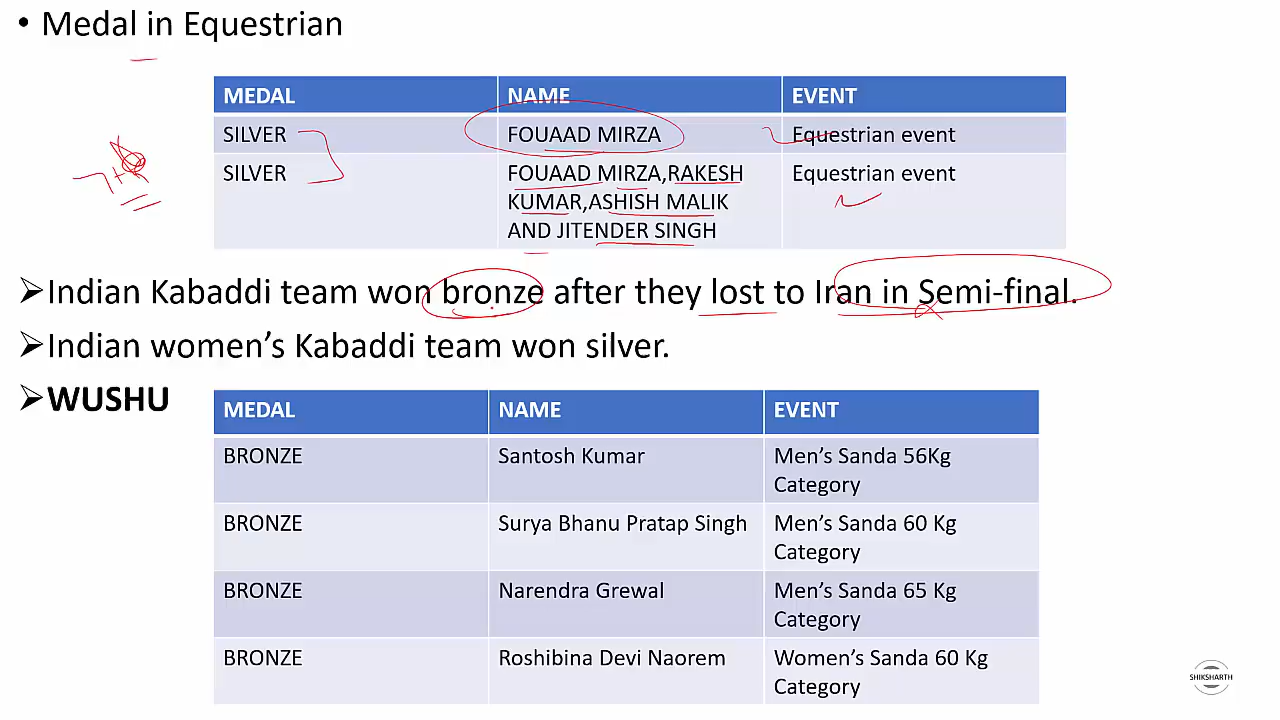 • Medal in Equestrian
MEDAL NAME EVENT
SILVER FOUAAD MIRZA Equestrian event
SILVER FOUAAD MIRZA,RAKESH Equestrian event
KUMAR,ASHISH MALIK
AND JITENDER SINGH
➢Indian Kabaddi team won bronze after they lost to Iran in Semi-final.
➢Indian women’s Kabaddi team won silver.
➢WUSHU
MEDAL NAME EVENT
BRONZE Santosh Kumar Men’s Sanda 56Kg
Category
BRONZE Surya Bhanu Pratap Singh Men’s Sanda 60 Kg
Category
BRONZE Narendra Grewal Men’s Sanda 65 Kg
Category
BRONZE Roshibina Devi Naorem Women’s Sanda 60 Kg
Category
SHIKSHARTH